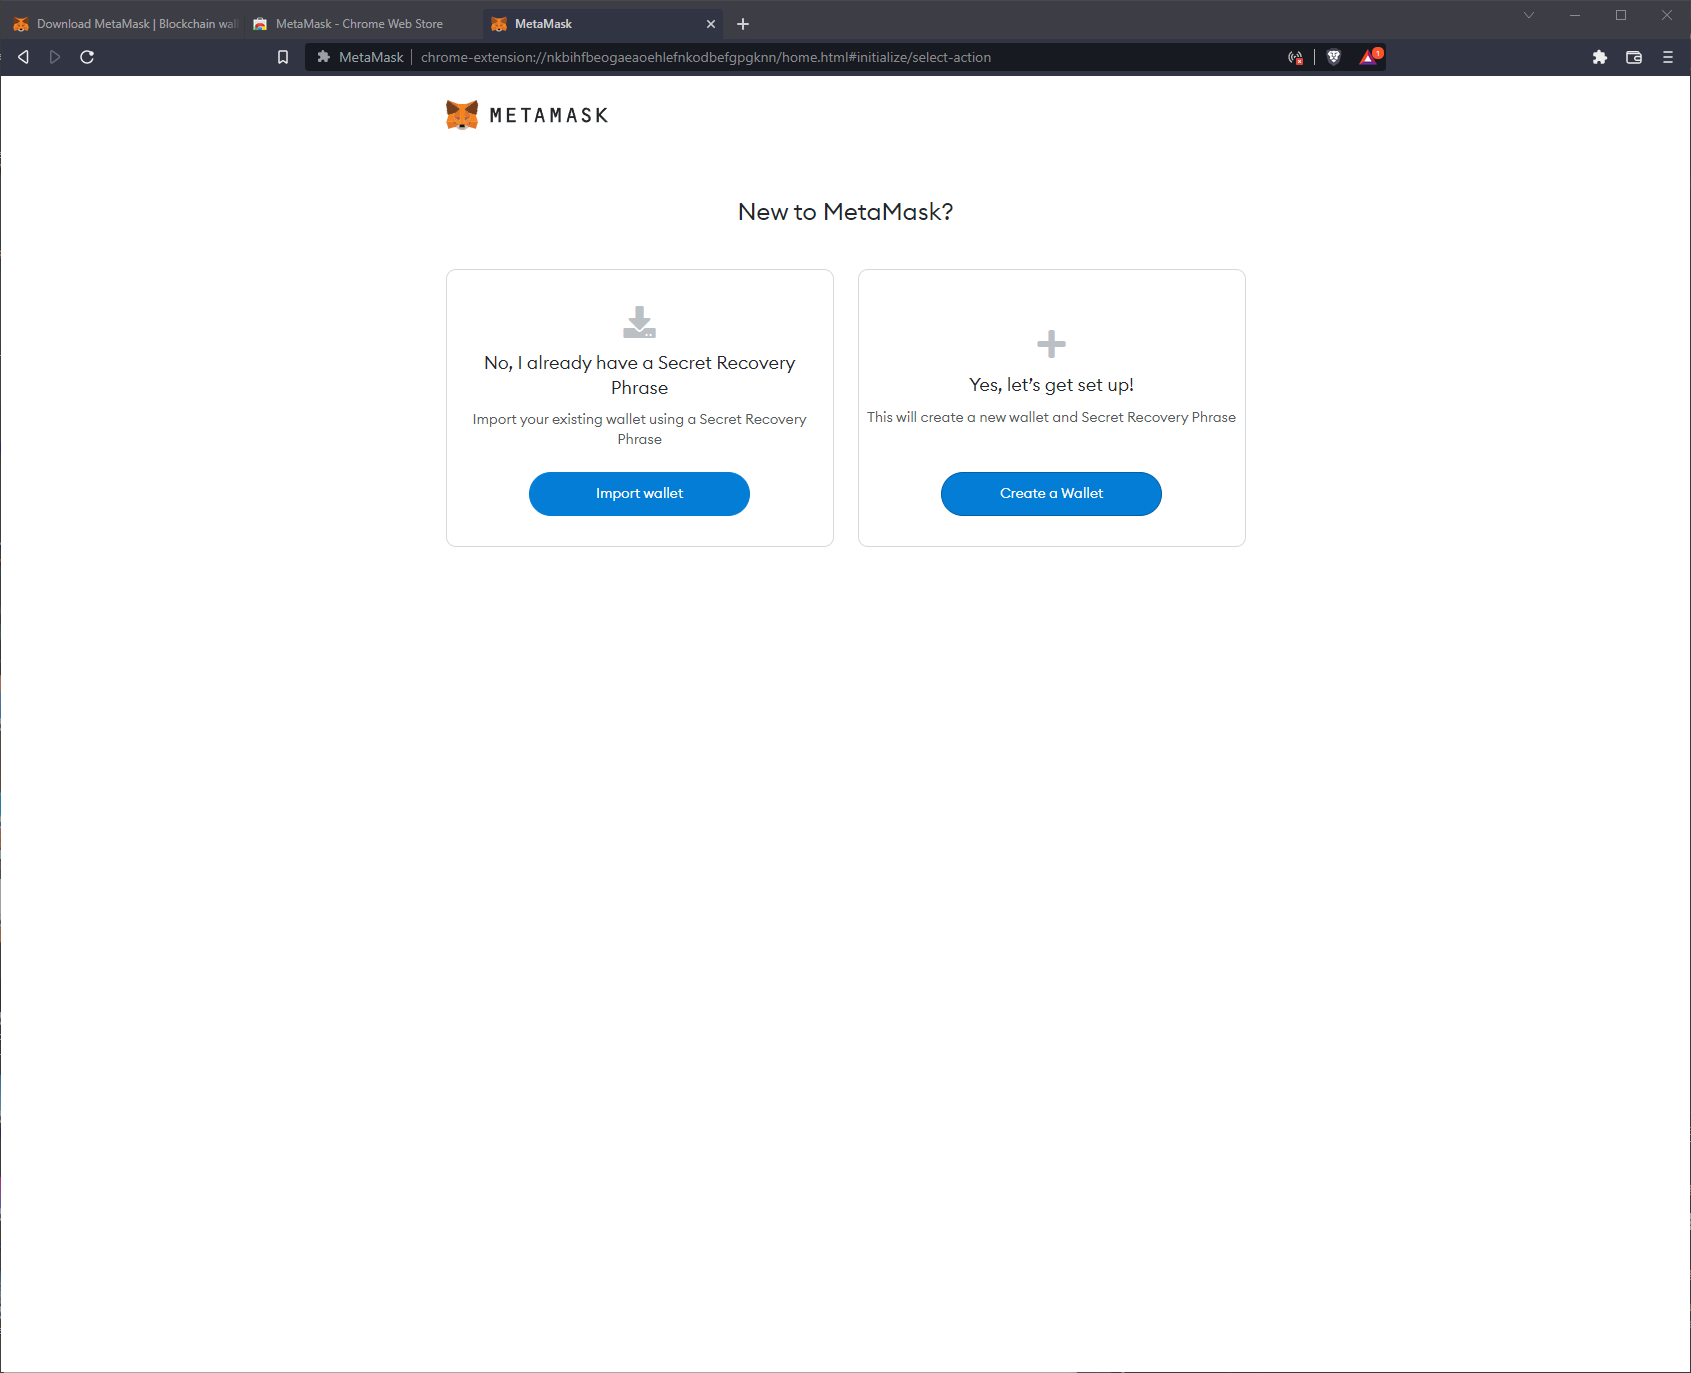 Download MetaMask | Blockchain wal
MetaMask - Chrome Web Store
MetaMask
MetaMask
chrome-extension://nkbihfbeogaeaoehlefnkodbefgpgknn/home.html#initialize/select-action
1
METAMASK
New to MetaMask?
No, I already have a Secret Recovery
Phrase
Import your existing wallet using a Secret Recovery
Phrase
Import wallet
Yes, let’s get set up!
This will create a new wallet and Secret Recovery Phrase
Create a Wallet